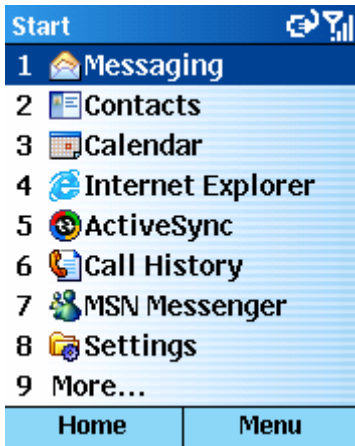 Start
1 Messaging
2 Contacts
3 Calendar
4 Internet Explorer
5 ActiveSync
6 Call History
7 MSN Messenger
8 Settings
9 More...
Home Menu